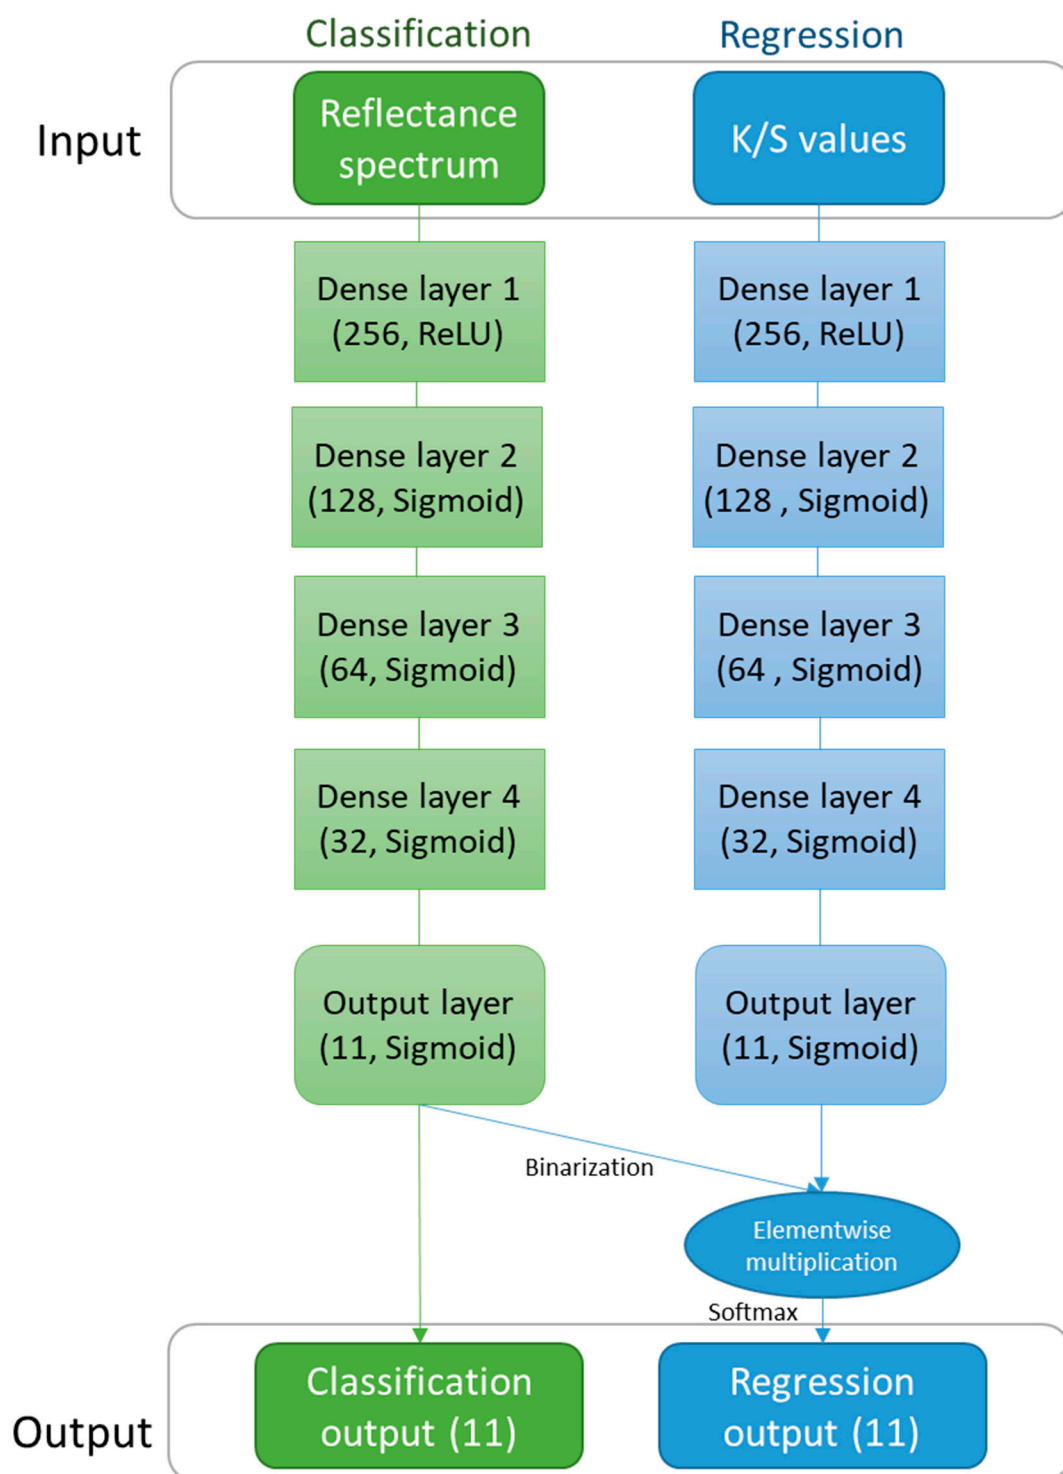 Classification
Regression
Input
Reflectance
spectrum
K/S values
Dense layer 1
(256, ReLU)
Dense layer 1
(256, ReLU)
Dense layer 2
(128, Sigmoid)
Dense layer 2
(128 , Sigmoid)
Dense layer 3
(64, Sigmoid)
Dense layer 3
(64 , Sigmoid)
Dense layer 4
(32, Sigmoid)
Dense layer 4
(32, Sigmoid)
Output layer
(11, Sigmoid)
Output layer
(11, Sigmoid)
Binarization
Elementwise
multiplication
Softmax
Output
Classification
output (11)
Regression
output (11)